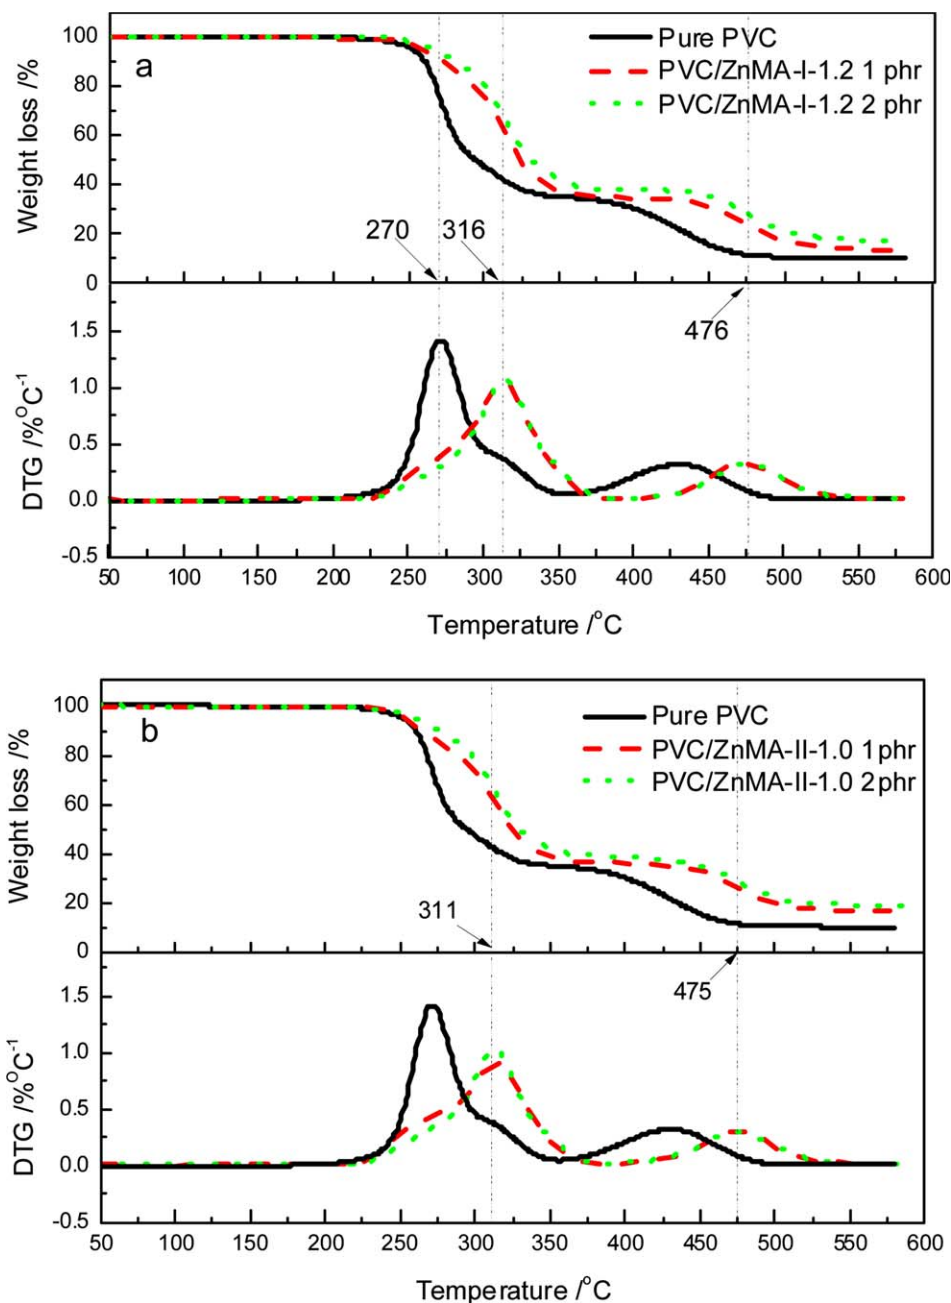 a
Pure PVC
PVC/ZnMA-I-1.2 1 phr
PVC/ZnMA-I-1.2 2 phr
Weight loss /%
100
80
60
40
20
0
270
316
476
DTG /%°C⁻¹
1.5
1.0
0.5
0.0
-0.5
50 100 150 200 250 300 350 400 450 500 550 600
Temperature /°C
b
Pure PVC
PVC/ZnMA-II-1.0 1phr
PVC/ZnMA-II-1.0 2phr
Weight loss /%
100
80
60
40
20
0
311
475
DTG /%°C⁻¹
1.5
1.0
0.5
0.0
-0.5
50 100 150 200 250 300 350 400 450 500 550 600
Temperature /°C